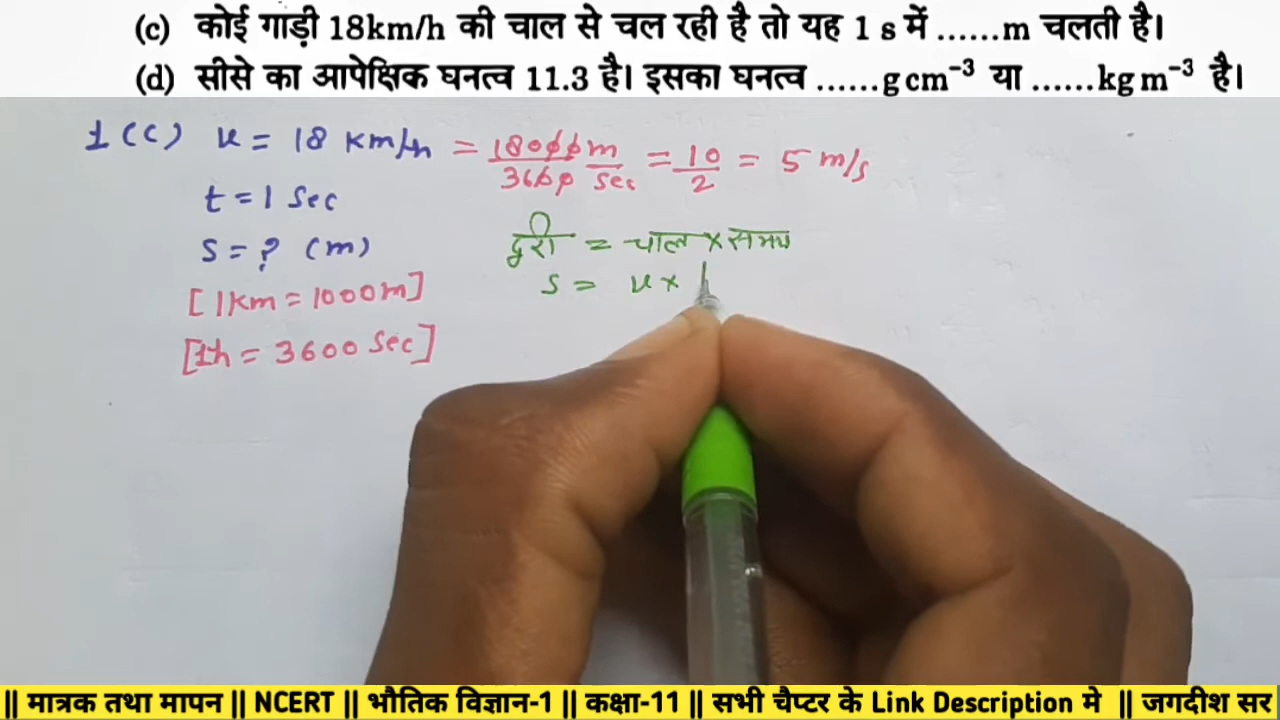 (c) कोई गाड़ी 18km/h की चाल से चल रही है तो यह 1 s में ......m चलती है।
(d) सीसे का आपेक्षिक घनत्व 11.3 है। इसका घनत्व ......g cm⁻³ या ......kg m⁻³ है।
1 (c) u = 18 km/h = 18000 m / 3600 sec = 10/2 = 5 m/s
t = 1 sec
s = ? (m)
दूरी = चाल × समय
s = u ×
[1km = 1000m]
[1h = 3600 sec]
|| मात्रक तथा मापन || NCERT || भौतिक विज्ञान-1 || कक्षा-11 || सभी चैप्टर के Link Description मे || जगदीश सर